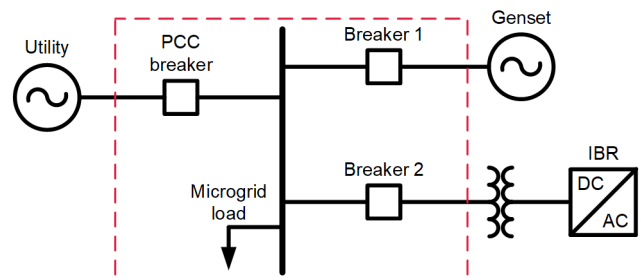 Utility
PCC
breaker
Breaker 1
Genset
Microgrid
load
Breaker 2
IBR
DC
AC